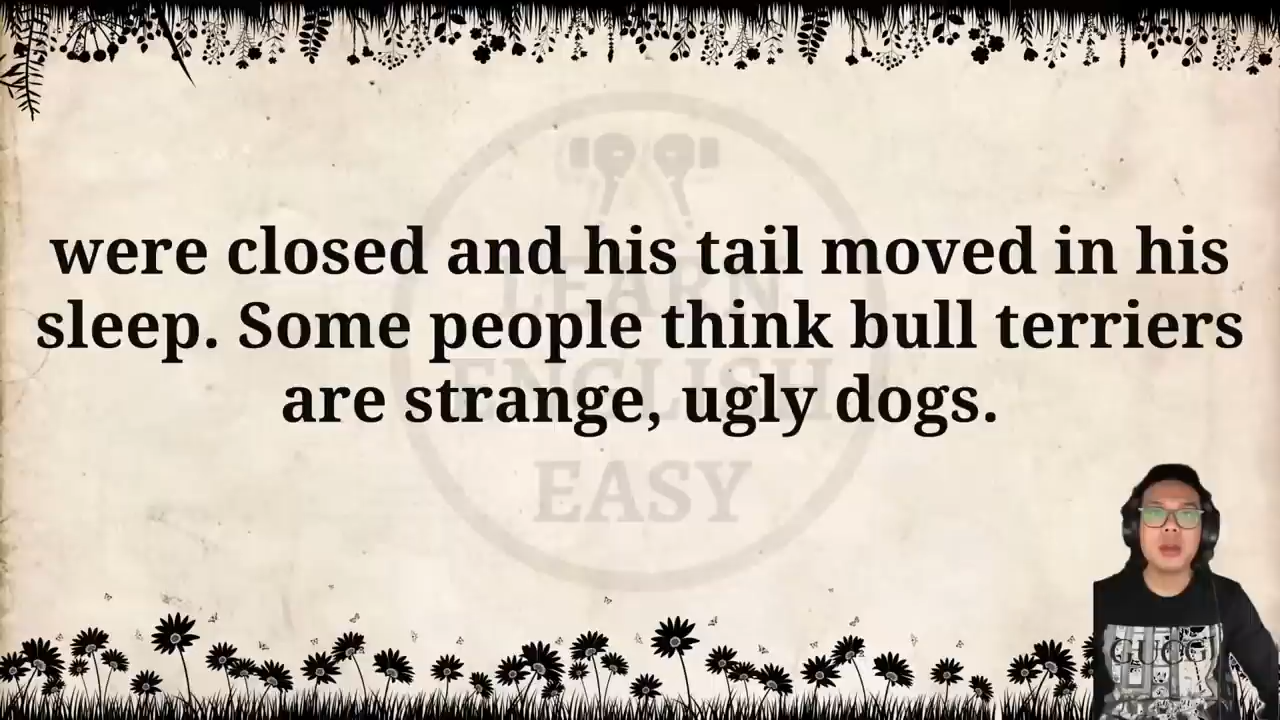 were closed and his tail moved in his
sleep. Some people think bull terriers
are strange, ugly dogs.
LEARN
ENGLISH
EASY
GUCCI